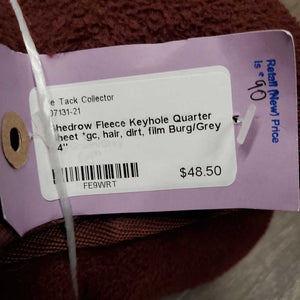 Tack Collector
07131-21
Shedrow Fleece Keyhole Quarter
Sheet *gc, hair, dirt, film Burg/Grey
4"
$48.50
FE9WRT
Retail (New) Price
is $90